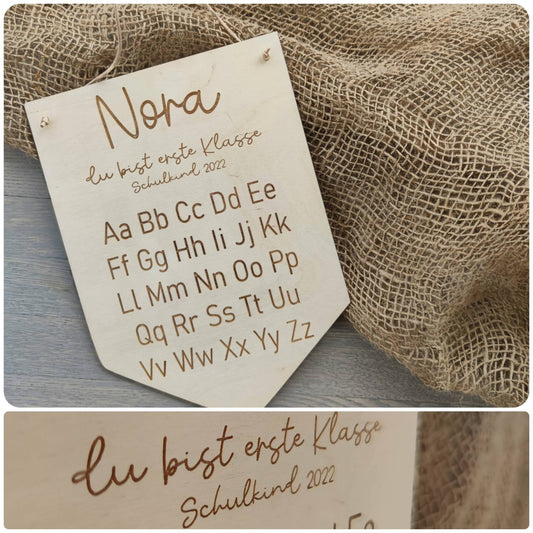 Nora
du bist erste Klasse
Schulkind 2022
Aa Bb Cc Dd Ee
Ff Gg Hh Ii Jj Kk
Ll Mm Nn Oo Pp
Qq Rr Ss Tt Uu
Vv Ww Xx Yy Zz
du bist erste Klasse
Schulkind 2022